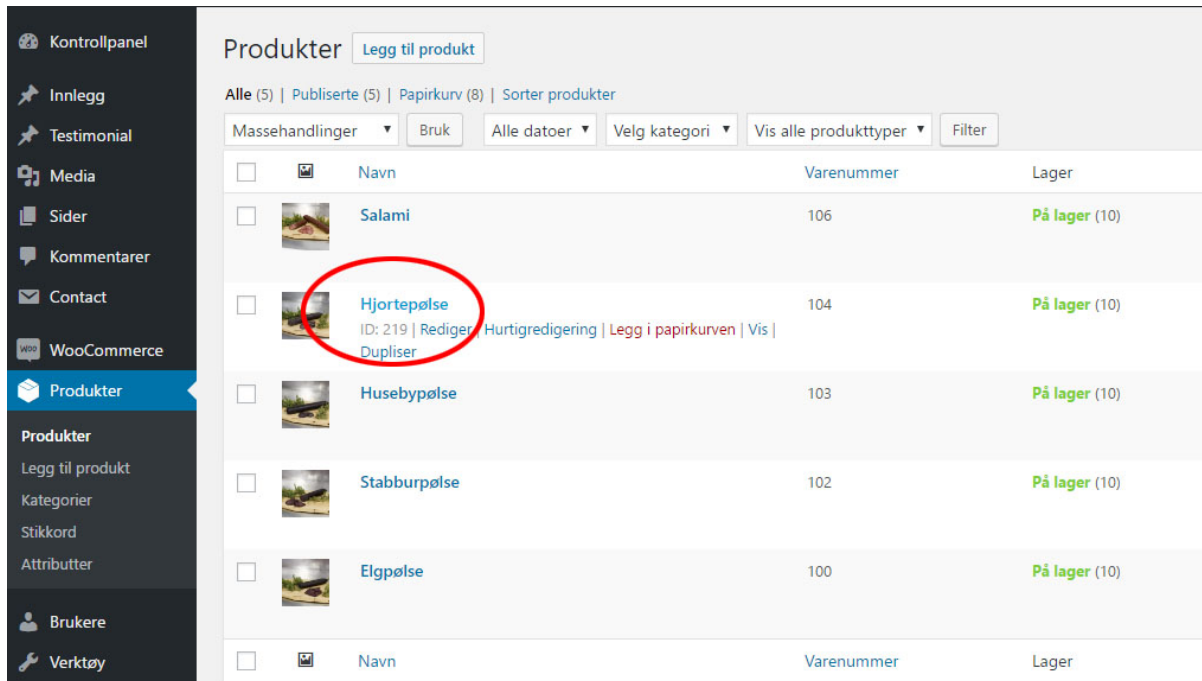 Kontrollpanel
Innlegg
Testimonial
Media
Sider
Kommentarer
Contact
WOO WooCommerce
Produkter
Produkter
Legg til produkt
Kategorier
Stikkord
Attributter
Brukere
Verktøy
Produkter Legg til produkt
Alle (5) | Publiserte (5) | Papirkurv (8) | Sorter produkter
Massehandlinger Bruk Alle datoer Velg kategori Vis alle produkttyper Filter
Navn Varenummer Lager
Salami 106 På lager (10)
Hjortepølse 104 På lager (10)
ID: 219 | Rediger | Hurtigredigering | Legg i papirkurven | Vis |
Dupliser
Husebypølse 103 På lager (10)
Stabburpølse 102 På lager (10)
Elgpølse 100 På lager (10)
Navn Varenummer Lager